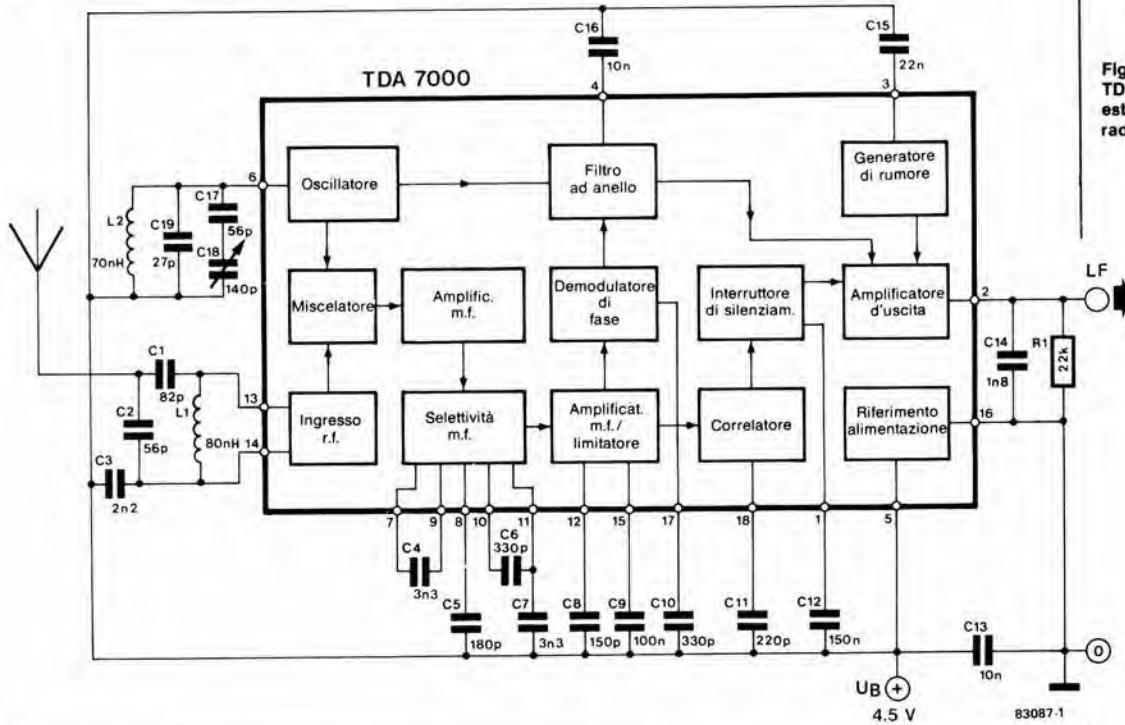 C16
10n
C15
22n
TDA 7000
4
3
Fig
TD
est
rad
6
Oscillatore
Filtro
ad anello
Generatore
di rumore
L2
70nH
C19
27p
C17
56p
C18
140p
Miscelatore
Amplific.
m.f.
Demodulatore
di
fase
Interruttore
di silenziam.
Amplificatore
d'uscita
2
LF
C14
1n8
R1
22k
C1
82p
C2
56p
L1
80nH
C3
2n2
13
14
Ingresso
r.f.
Selettività
m.f.
Amplificat.
m.f./
limitatore
Correlatore
Riferimento
alimentazione
16
7
9
8
10
11
12
15
17
18
1
5
C4
3n3
C6
330p
C5
180p
C7
3n3
C8
150p
C9
100n
C10
330p
C11
220p
C12
150n
C13
10n
0
UB +
4.5 V
83087-1